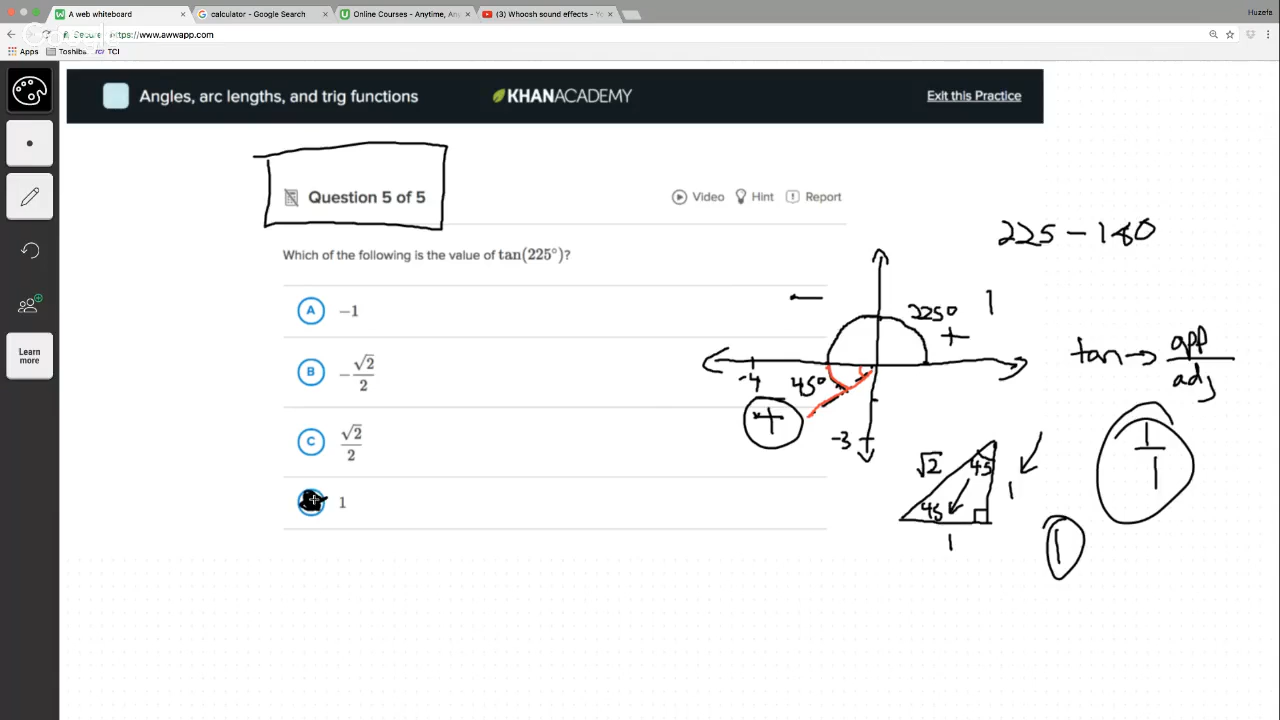 A web whiteboard
calculator - Google Search
Online Courses - Anytime, An
(3) Whoosh sound effects - Yo
Huzefa
Secure https://www.awwapp.com
Apps
Toshiba
TCI
Angles, arc lengths, and trig functions
KHANACADEMY
Exit this Practice
Question 5 of 5
Video
Hint
Report
Which of the following is the value of tan(225°)?
A −1
B −√2/2
C √2/2
1
Learn more
225 − 180
−
225° 1
+
tan → opp/adj
-4
45°
+
-3
√2
45
1
45
1
1/1
1